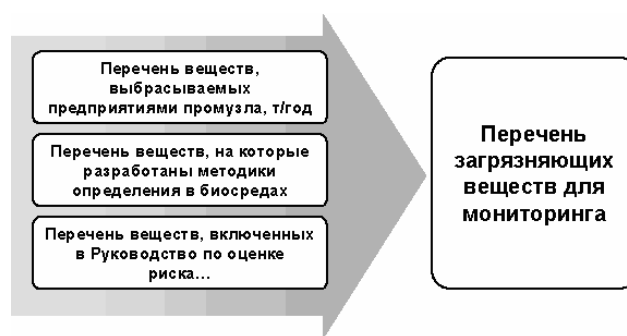 Перечень веществ,
выбрасываемых
предприятиями промузла, т/год
Перечень веществ, на которые
разработаны методики
определения в биосредах
Перечень веществ, включенных
в Руководство по оценке
риска...
Перечень
загрязняющих
веществ для
мониторинга